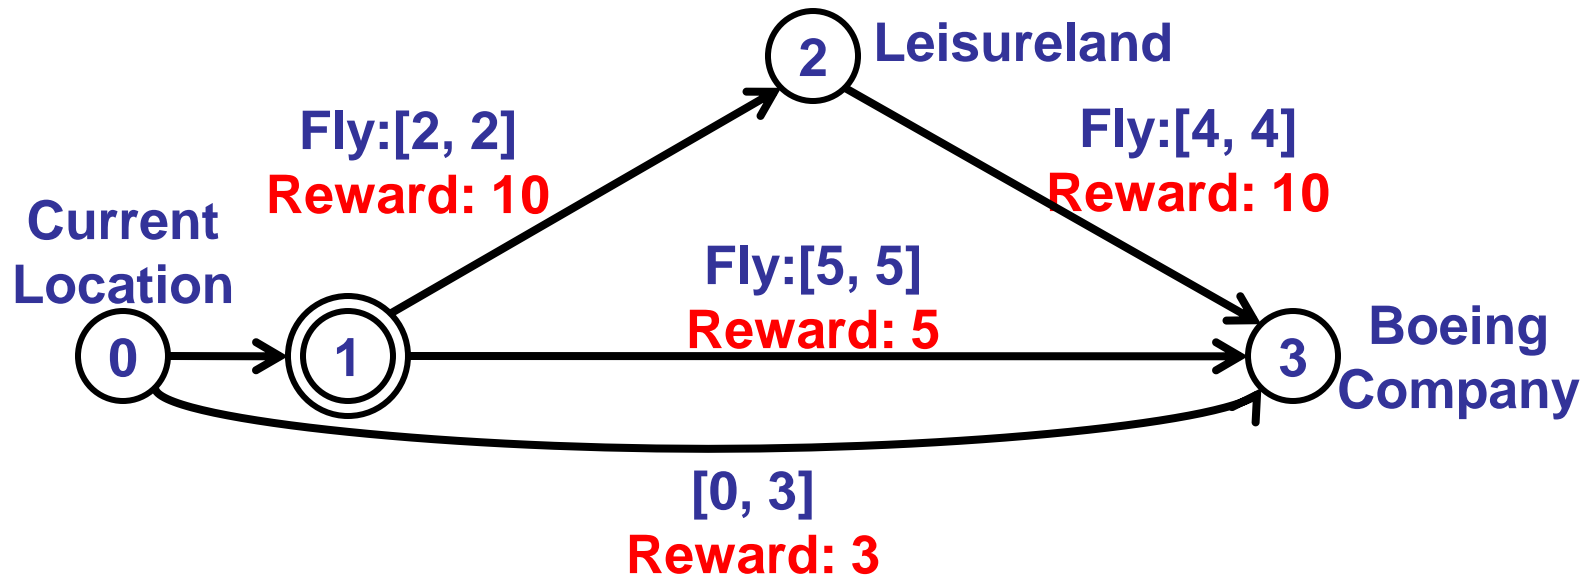 2
Leisureland
Fly:[2, 2]
Reward: 10
Fly:[4, 4]
Reward: 10
Current
Location
Fly:[5, 5]
Reward: 5
0
1
3
Boeing
Company
[0, 3]
Reward: 3